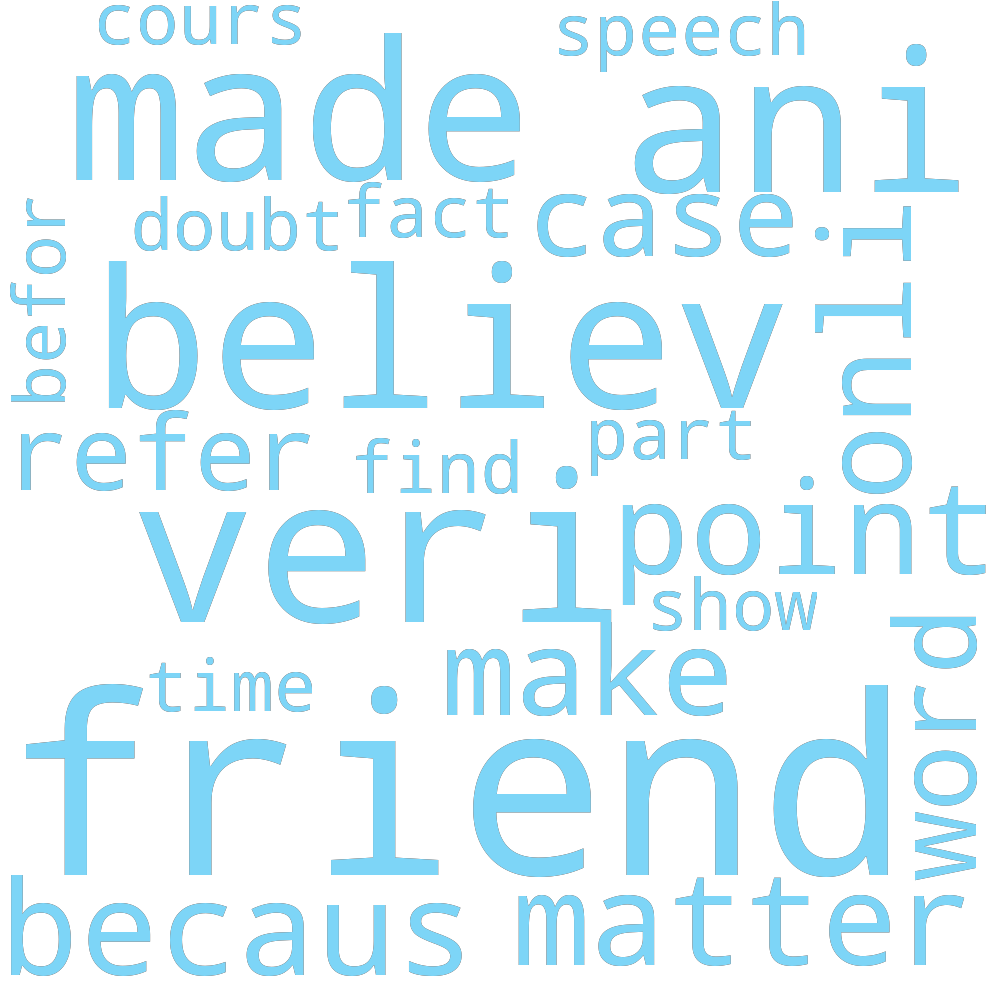 cours
speech
made
ani
doubt
fact
case
befor
believ
onli
refer
find
part
veri
point
show
time
make
word
friend
becaus
matter